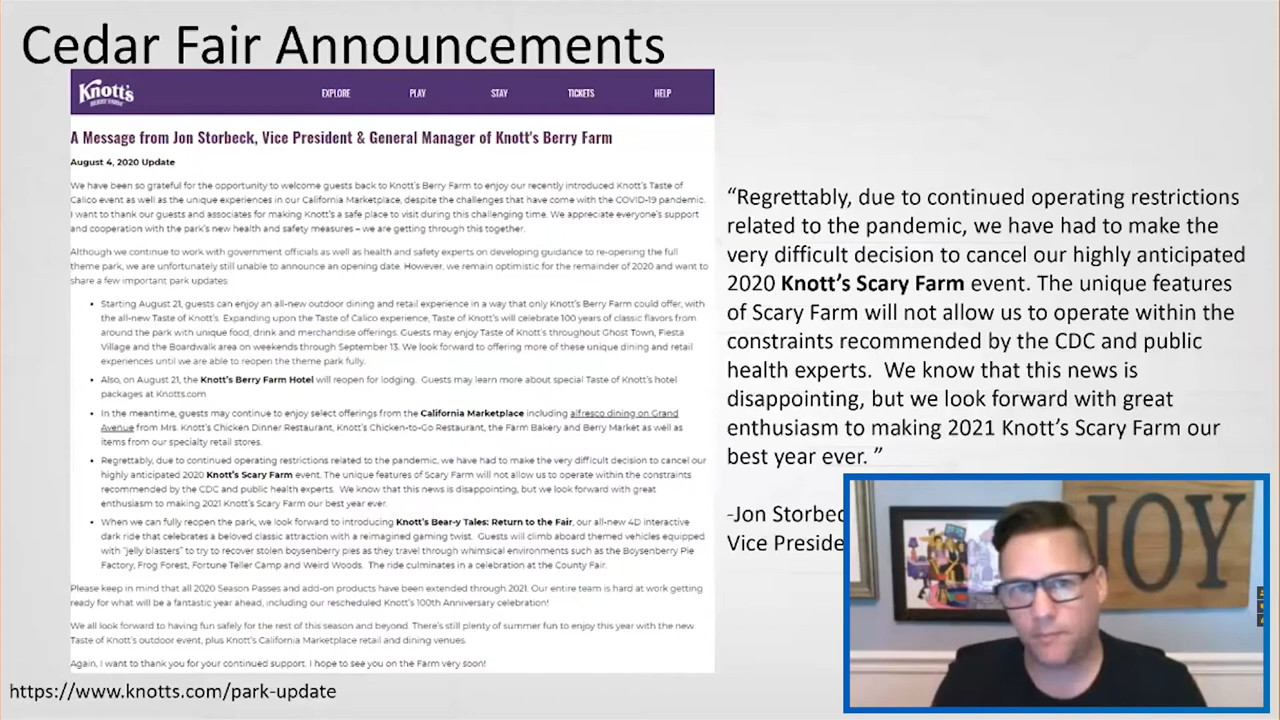 Cedar Fair Announcements
Knott's
BERRY FARM
EXPLORE PLAY STAY TICKETS HELP
A Message from Jon Storbeck, Vice President & General Manager of Knott's Berry Farm
August 4, 2020 Update
We have been so grateful for the opportunity to welcome guests back to Knott's Berry Farm to enjoy our recently introduced Knott's Taste of
Calico event as well as the unique experiences in our California Marketplace, despite the challenges that have come with the COVID-19 pandemic.
I want to thank our guests and associates for making Knott's a safe place to visit during this challenging time. We appreciate everyone's support
and cooperation with the park's new health and safety measures – we are getting through this together.
Although we continue to work with government officials as well as health and safety experts on developing guidance to re-opening the full
theme park, we are unfortunately still unable to announce an opening date. However, we remain optimistic for the remainder of 2020 and want to
share a few important park updates:
• Starting August 21, guests can enjoy an all-new outdoor dining and retail experience in a way that only Knott's Berry Farm could offer, with
the all-new Taste of Knott's. Expanding upon the Taste of Calico experience, Taste of Knott's will celebrate 100 years of classic flavors from
around the park with unique food, drink and merchandise offerings. Guests may enjoy Taste of Knott's throughout Ghost Town, Fiesta
Village and the Boardwalk area on weekends through September 13. We look forward to offering more of these unique dining and retail
experiences until we are able to reopen the theme park fully.
• Also, on August 21, the Knott's Berry Farm Hotel will reopen for lodging. Guests may learn more about special Taste of Knott's hotel
packages at Knotts.com
• In the meantime, guests may continue to enjoy select offerings from the California Marketplace including alfresco dining on Grand
Avenue from Mrs. Knott's Chicken Dinner Restaurant, Knott's Chicken-to-Go Restaurant, the Farm Bakery and Berry Market as well as
items from our specialty retail stores.
• Regrettably, due to continued operating restrictions related to the pandemic, we have had to make the very difficult decision to cancel our
highly anticipated 2020 Knott's Scary Farm event. The unique features of Scary Farm will not allow us to operate within the constraints
recommended by the CDC and public health experts. We know that this news is disappointing, but we look forward with great
enthusiasm to making 2021 Knott's Scary Farm our best year ever.
• When we can fully reopen the park, we look forward to introducing Knott's Bear-y Tales: Return to the Fair, our all-new 4D interactive
dark ride that celebrates a beloved classic attraction with a reimagined gaming twist. Guests will climb aboard themed vehicles equipped
with "jelly blasters" to try to recover stolen boysenberry pies as they travel through whimsical environments such as the Boysenberry Pie
Factory, Frog Forest, Fortune Teller Camp and Weird Woods. The ride culminates in a celebration at the County Fair.
Please keep in mind that all 2020 Season Passes and add-on products have been extended through 2021. Our entire team is hard at work getting
ready for what will be a fantastic year ahead, including our rescheduled Knott's 100th Anniversary celebration!
We all look forward to having fun safely for the rest of this season and beyond. There's still plenty of summer fun to enjoy this year with the new
Taste of Knott's outdoor event, plus Knott's California Marketplace retail and dining venues.
Again, I want to thank you for your continued support. I hope to see you on the Farm very soon!
https://www.knotts.com/park-update
“Regrettably, due to continued operating restrictions
related to the pandemic, we have had to make the
very difficult decision to cancel our highly anticipated
2020 Knott’s Scary Farm event. The unique features
of Scary Farm will not allow us to operate within the
constraints recommended by the CDC and public
health experts.  We know that this news is
disappointing, but we look forward with great
enthusiasm to making 2021 Knott’s Scary Farm our
best year ever. ”
-Jon Storbec
Vice Preside
JOY